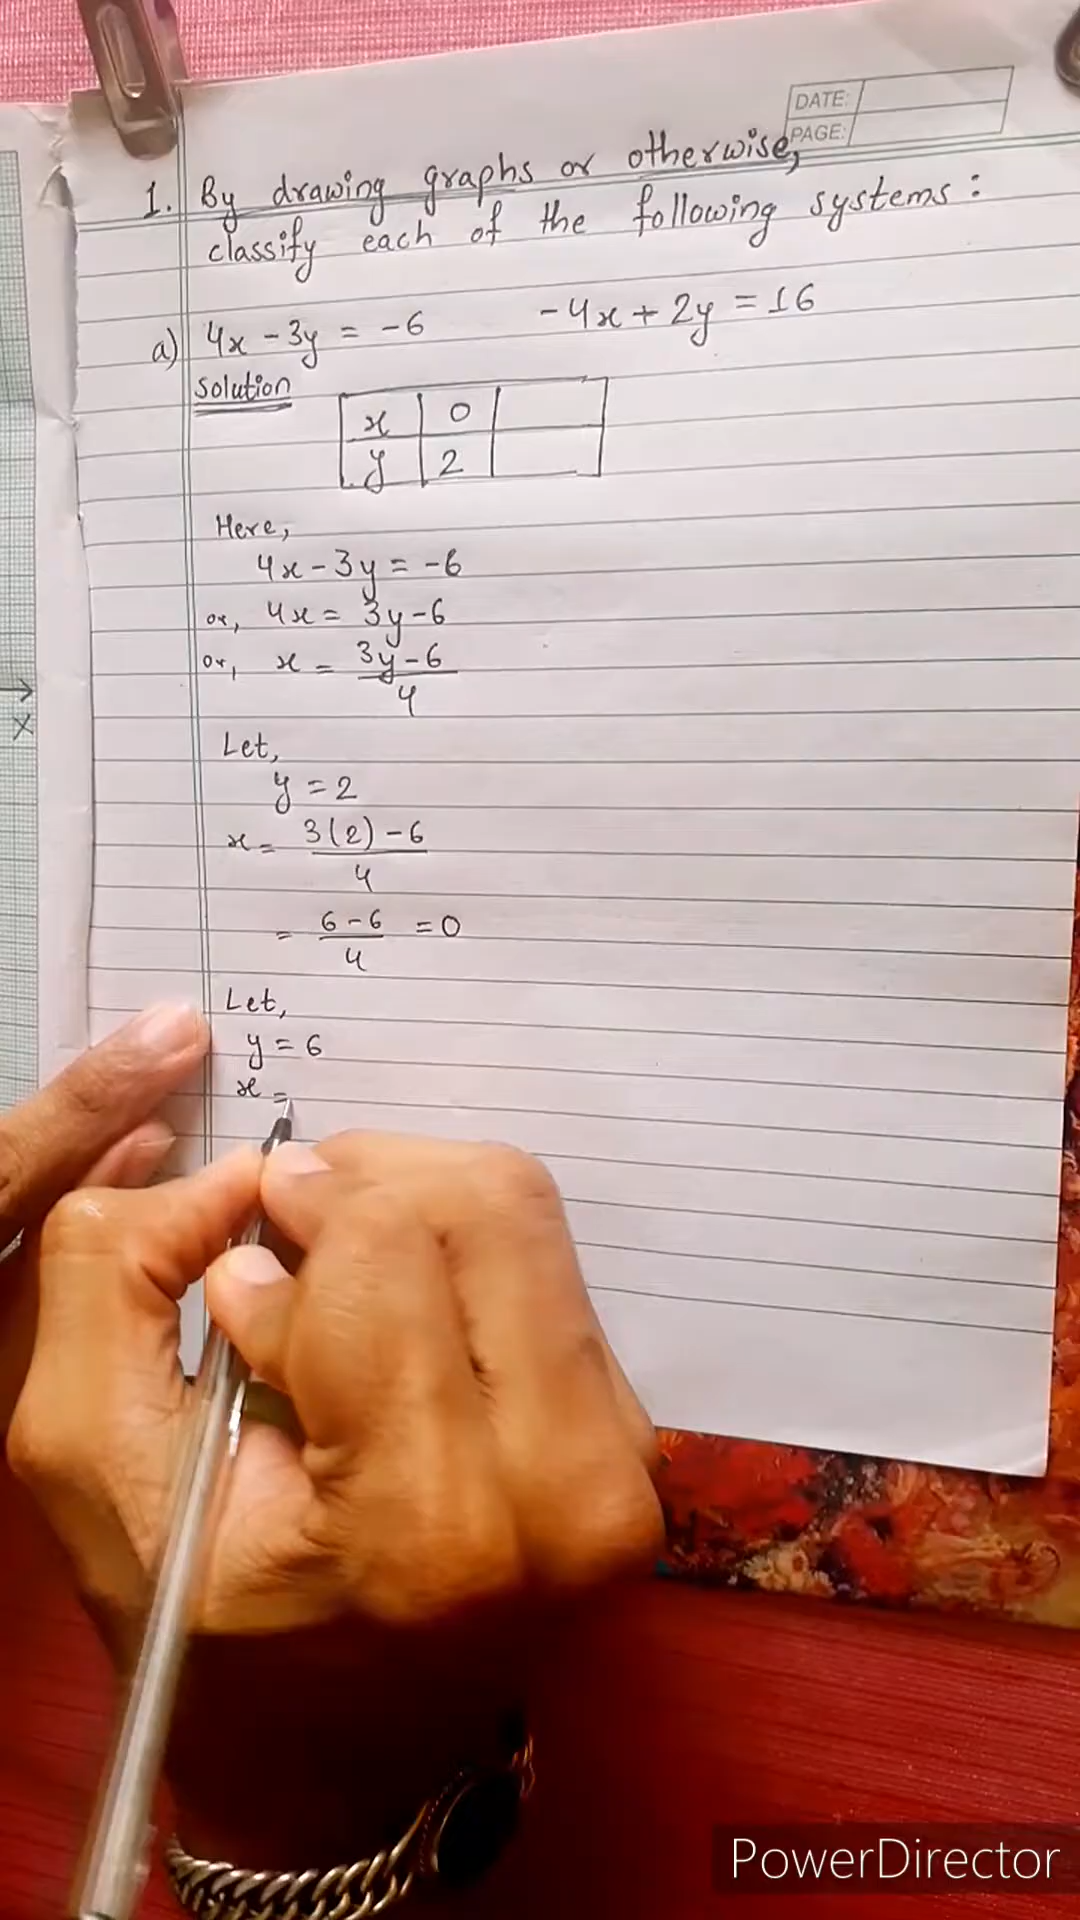 DATE:
PAGE:
1. By drawing graphs or otherwise,
classify each of the following systems:
a) 4x - 3y = -6 -4x + 2y = 16
Solution
x 0
y 2
Here,
4x - 3y = -6
or, 4x = 3y - 6
or, x = 3y - 6
4
Let,
y = 2
x = 3(2) - 6
4
= 6 - 6 = 0
4
Let,
y = 6
x =
X
PowerDirector